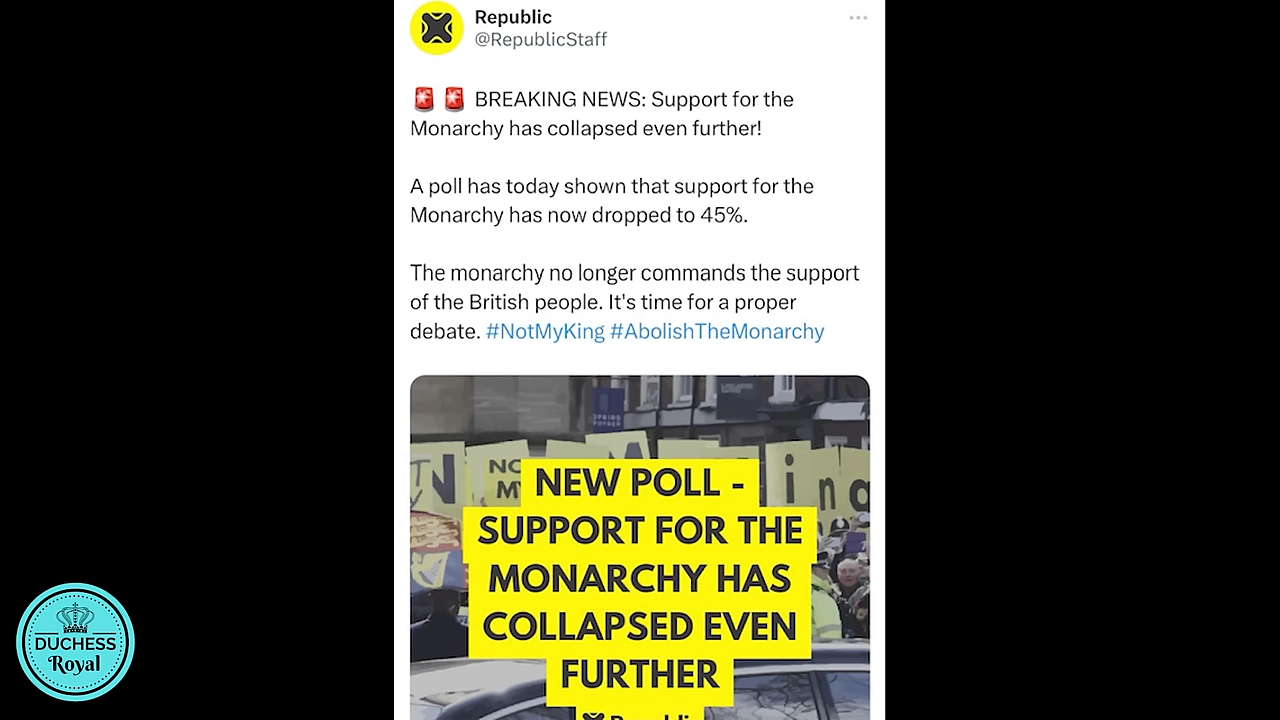 Republic
@RepublicStaff
🚨 🚨 BREAKING NEWS: Support for the
Monarchy has collapsed even further!
A poll has today shown that support for the
Monarchy has now dropped to 45%.
The monarchy no longer commands the support
of the British people. It's time for a proper
debate. #NotMyKing #AbolishTheMonarchy
NEW POLL -
SUPPORT FOR THE
MONARCHY HAS
COLLAPSED EVEN
FURTHER
Republic
DUCHESS
Royal